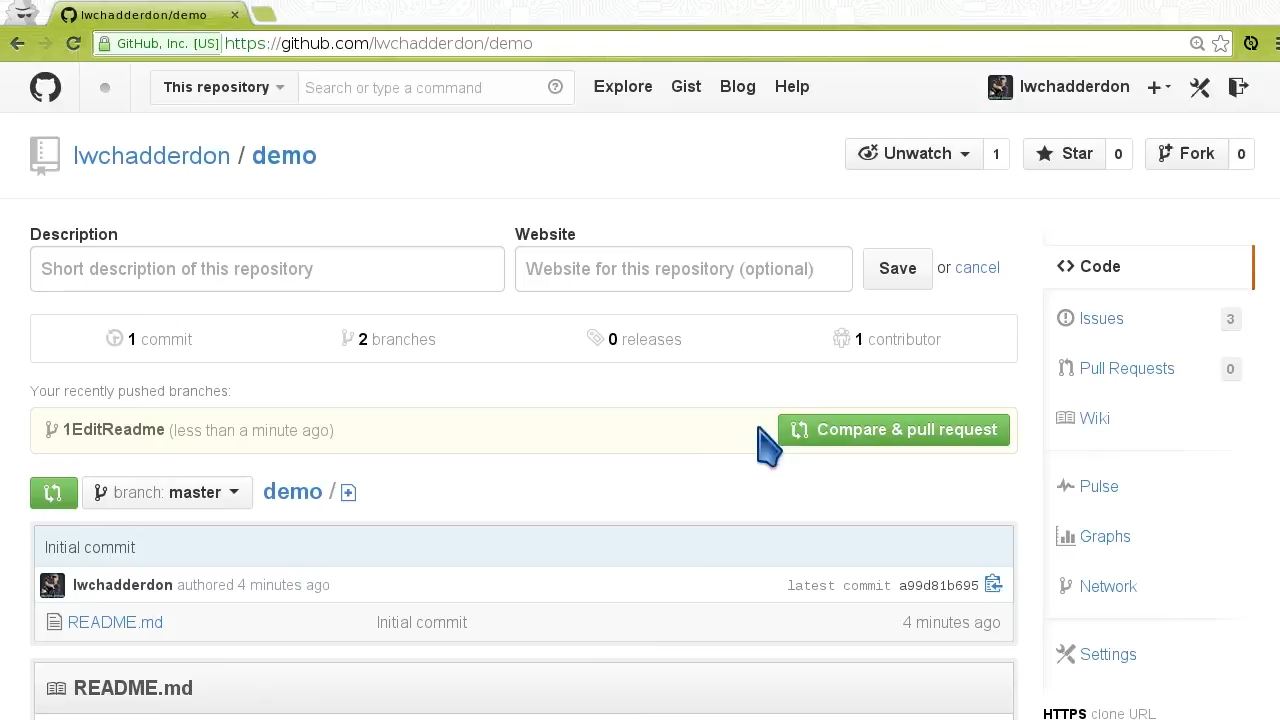 lwchadderdon/demo
GitHub, Inc. [US] https://github.com/lwchadderdon/demo
This repository Search or type a command Explore Gist Blog Help lwchadderdon
lwchadderdon / demo
Unwatch 1 Star 0 Fork 0
Description Website
Short description of this repository Website for this repository (optional) Save or cancel
1 commit 2 branches 0 releases 1 contributor
Your recently pushed branches:
1EditReadme (less than a minute ago) Compare & pull request
branch: master demo /
Initial commit
lwchadderdon authored 4 minutes ago latest commit a99d81b695
README.md Initial commit 4 minutes ago
README.md
Code
Issues 3
Pull Requests 0
Wiki
Pulse
Graphs
Network
Settings
HTTPS clone URL